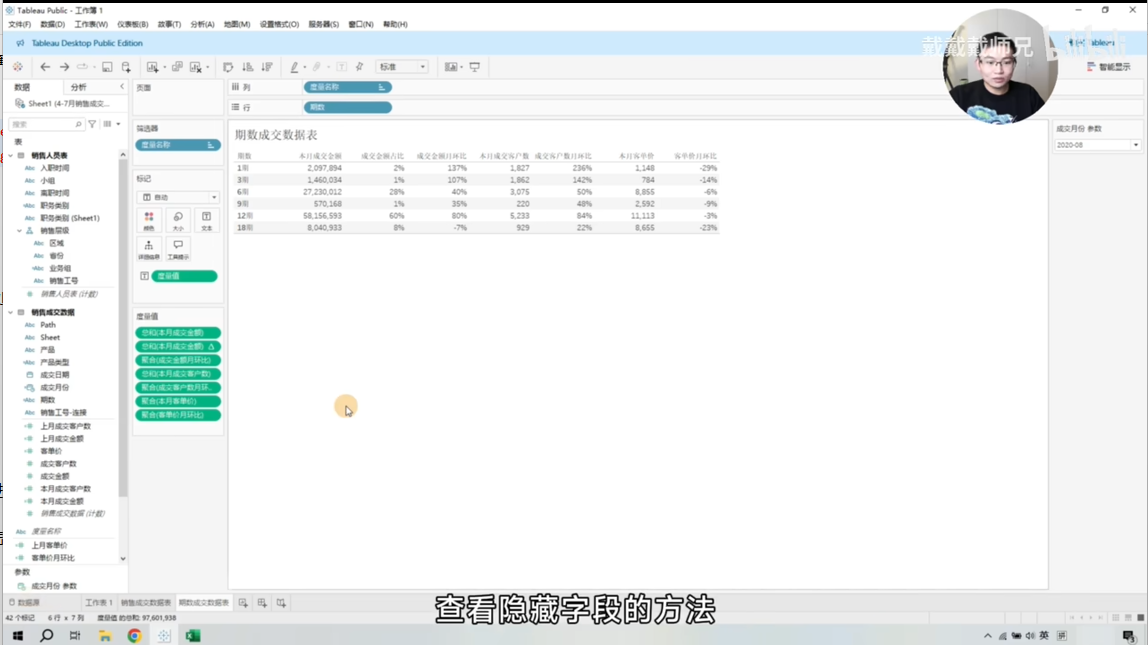 Tableau Public - 工作簿 1
文件(F) 数据(D) 工作表(W) 仪表板(B) 故事(T) 分析(A) 地图(M) 设置格式(O) 服务器(S) 窗口(N) 帮助(H)
Tableau Desktop Public Edition
戴戴戴师兄 bilibili
标准
智能显示
数据 分析
Sheet1 (4-7月销售成交...
搜索
表
销售人员表
Abc 入职时间
Abc 小组
Abc 离职时间
Abc 职务类别
Abc 职务类别 (Sheet1)
销售层级
Abc 区域
Abc 省份
Abc 业务组
Abc 销售工号
销售人员表 (计数)
销售成交数据
Abc Path
Abc Sheet
Abc 产品
Abc 产品类型
成交日期
成交月份
Abc 期数
Abc 销售工号-连接
上月成交客户数
上月成交金额
客单价
成交客户数
成交金额
本月成交客户数
本月成交金额
销售成交数据 (计数)
Abc 度量名称
上月客单价
客单价月环比
参数
成交月份 参数
页面
筛选器
度量名称
标记
自动
颜色 大小 文本
详细信息 工具提示
度量值
度量值
总和(本月成交金额)
总和(本月成交金额) △
聚合(成交金额月环比)
总和(本月成交客户数)
聚合(成交客户数月环..
聚合(本月客单价)
聚合(客单价月环比)
列 度量名称
行 期数
期数成交数据表
期数 本月成交金额 成交金额占比 成交金额月环比 本月成交客户数 成交客户数月环比 本月客单价 客单价月环比
1期 2,097,894 2% 137% 1,827 236% 1,148 -29%
3期 1,460,034 1% 107% 1,862 142% 784 -14%
6期 27,230,012 28% 40% 3,075 50% 8,855 -6%
9期 570,168 1% 35% 220 48% 2,592 -9%
12期 58,156,593 60% 80% 5,233 84% 11,113 -3%
18期 8,040,933 8% -7% 929 22% 8,655 -23%
成交月份 参数
2020-08
数据源 工作表 1 销售成交数据表 期数成交数据表
查看隐藏字段的方法
42 个标记 6 行 x 7 列 度量值 的总和: 97,601,938
英